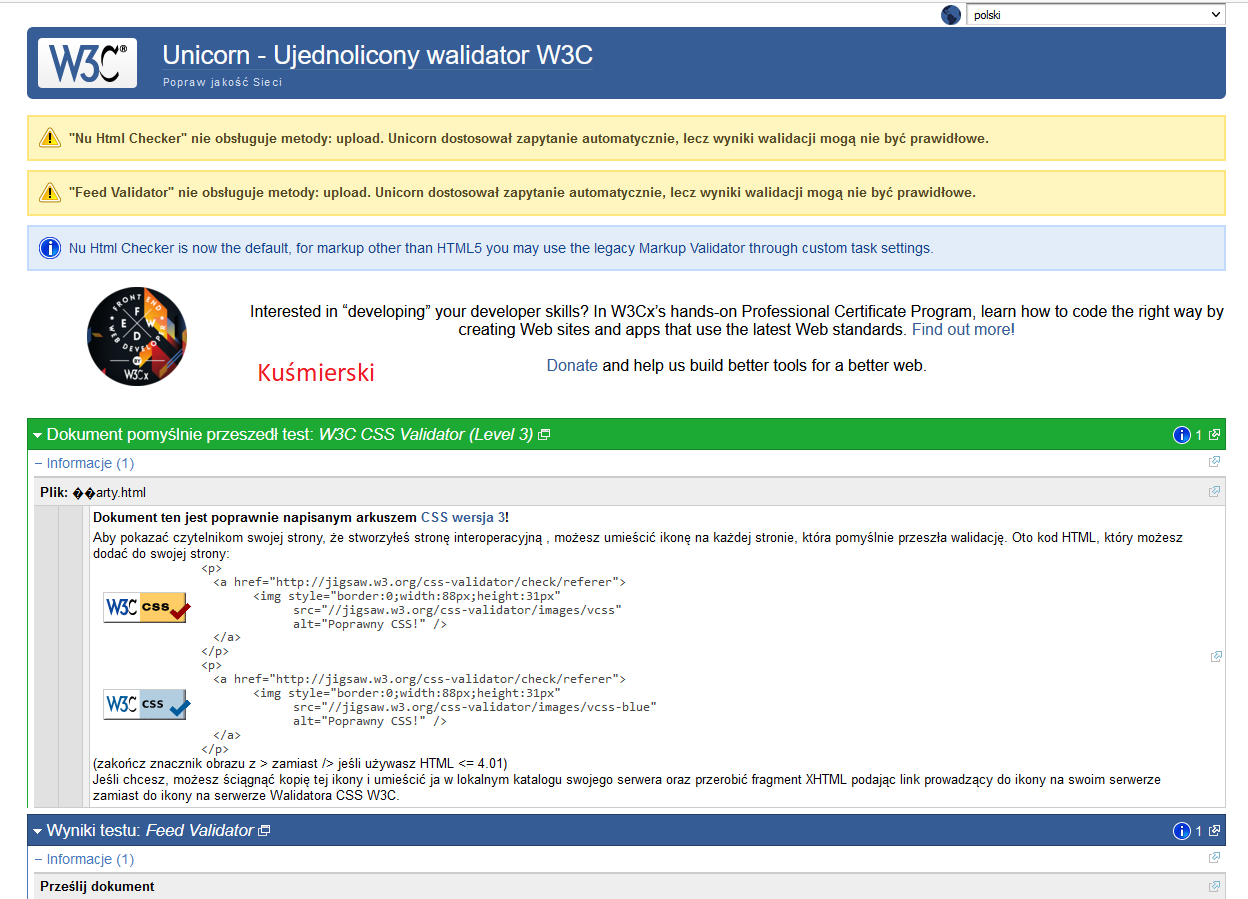 polski
W3C®
Unicorn - Ujednolicony walidator W3C
Popraw jakość Sieci
"Nu Html Checker" nie obsługuje metody: upload. Unicorn dostosował zapytanie automatycznie, lecz wyniki walidacji mogą nie być prawidłowe.
"Feed Validator" nie obsługuje metody: upload. Unicorn dostosował zapytanie automatycznie, lecz wyniki walidacji mogą nie być prawidłowe.
Nu Html Checker is now the default, for markup other than HTML5 you may use the legacy Markup Validator through custom task settings.
FRONT END
F
E W
D
WEB DEVELOPER
BY
W3Cx
Interested in “developing” your developer skills? In W3Cx’s hands-on Professional Certificate Program, learn how to code the right way by
creating Web sites and apps that use the latest Web standards. Find out more!
Kuśmierski
Donate and help us build better tools for a better web.
Dokument pomyślnie przeszedł test: W3C CSS Validator (Level 3)
1
– Informacje (1)
Plik: ��arty.html
Dokument ten jest poprawnie napisanym arkuszem CSS wersja 3!
Aby pokazać czytelnikom swojej strony, że stworzyłeś stronę interoperacyjną , możesz umieścić ikonę na każdej stronie, która pomyślnie przeszła walidację. Oto kod HTML, który możesz
dodać do swojej strony:
<p>
<a href="http://jigsaw.w3.org/css-validator/check/referer">
<img style="border:0;width:88px;height:31px"
W3C css
src="//jigsaw.w3.org/css-validator/images/vcss"
alt="Poprawny CSS!" />
</a>
</p>
<p>
<a href="http://jigsaw.w3.org/css-validator/check/referer">
<img style="border:0;width:88px;height:31px"
W3C css
src="//jigsaw.w3.org/css-validator/images/vcss-blue"
alt="Poprawny CSS!" />
</a>
</p>
(zakończ znacznik obrazu z > zamiast /> jeśli używasz HTML <= 4.01)
Jeśli chcesz, możesz ściągnąć kopię tej ikony i umieścić ja w lokalnym katalogu swojego serwera oraz przerobić fragment XHTML podając link prowadzący do ikony na swoim serwerze
zamiast do ikony na serwerze Walidatora CSS W3C.
Wyniki testu: Feed Validator
1
– Informacje (1)
Prześlij dokument